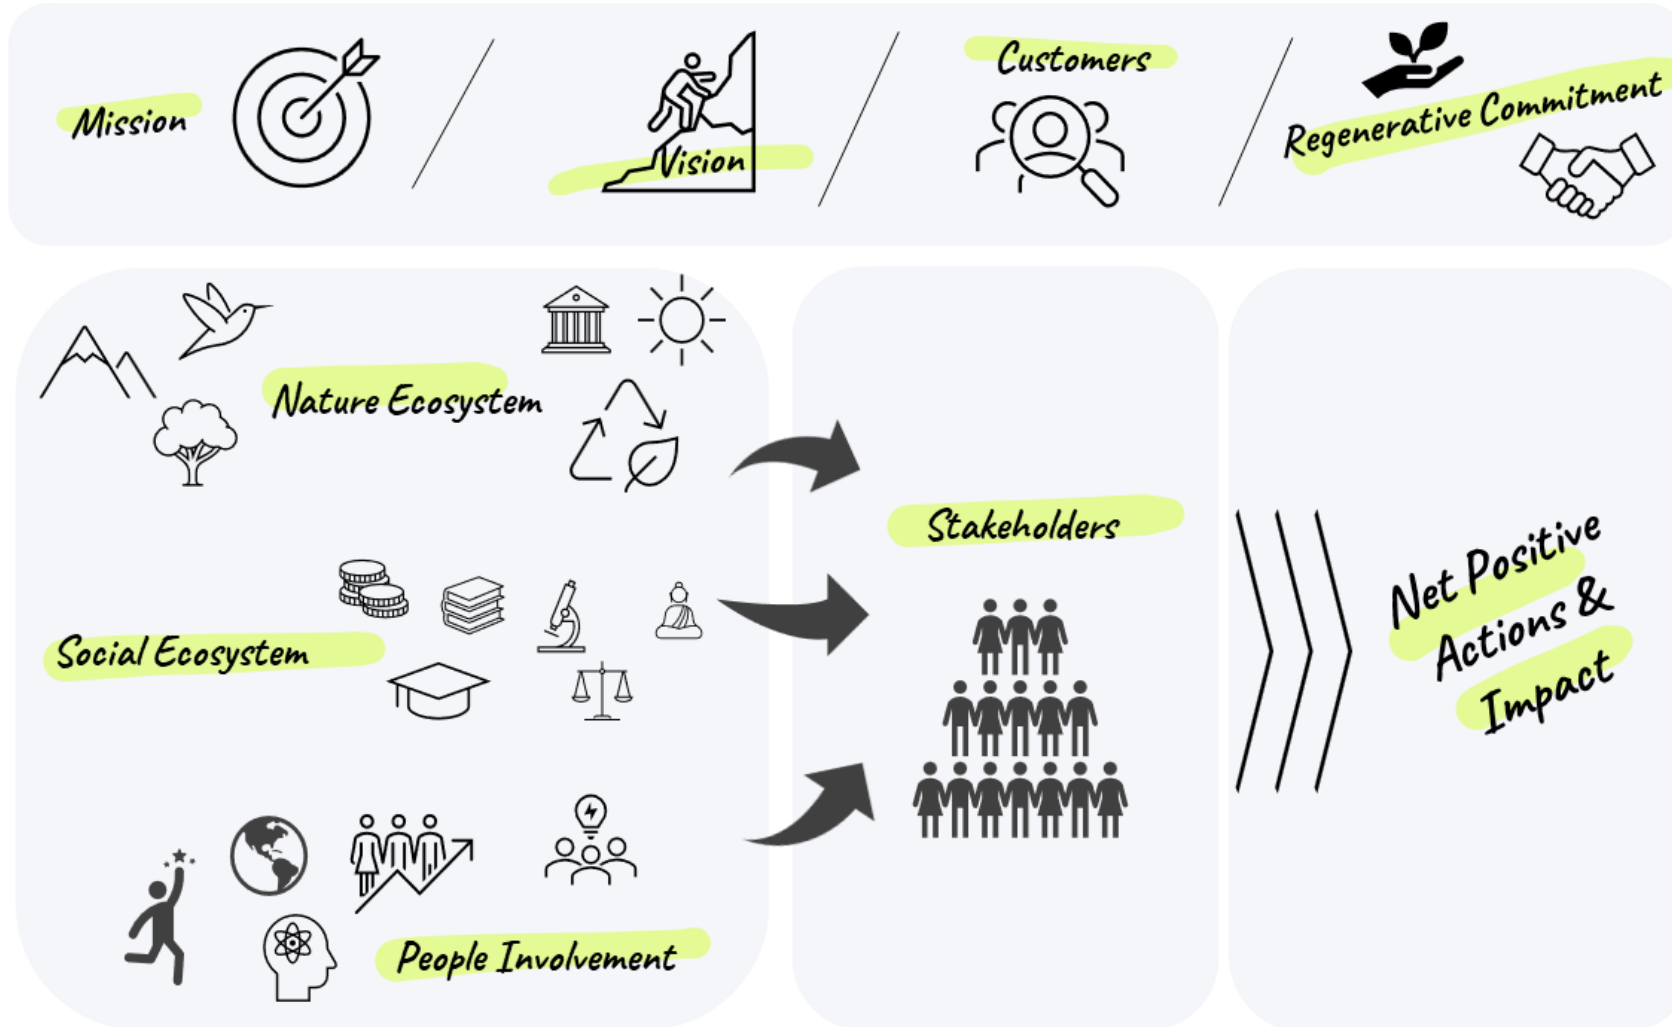 Mission
Vision
Customers
Regenerative Commitment
Nature Ecosystem
Social Ecosystem
People Involvement
Stakeholders
Net Positive
Actions &
Impact